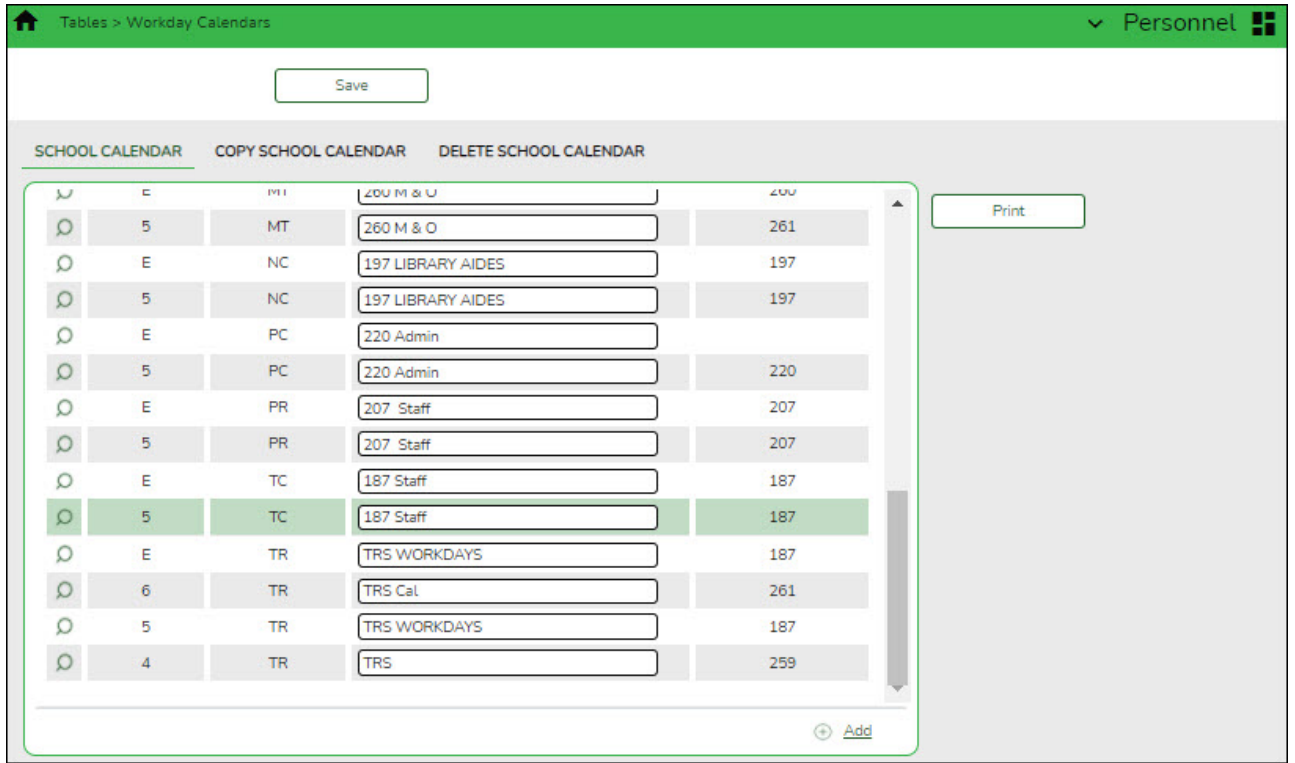 Tables > Workday Calendars Personnel
Save
SCHOOL CALENDAR COPY SCHOOL CALENDAR DELETE SCHOOL CALENDAR
E MT 260 M & O 260
Print
5 MT 260 M & O 261
E NC 197 LIBRARY AIDES 197
5 NC 197 LIBRARY AIDES 197
E PC 220 Admin
5 PC 220 Admin 220
E PR 207 Staff 207
5 PR 207 Staff 207
E TC 187 Staff 187
5 TC 187 Staff 187
E TR TRS WORKDAYS 187
6 TR TRS Cal 261
5 TR TRS WORKDAYS 187
4 TR TRS 259
Add